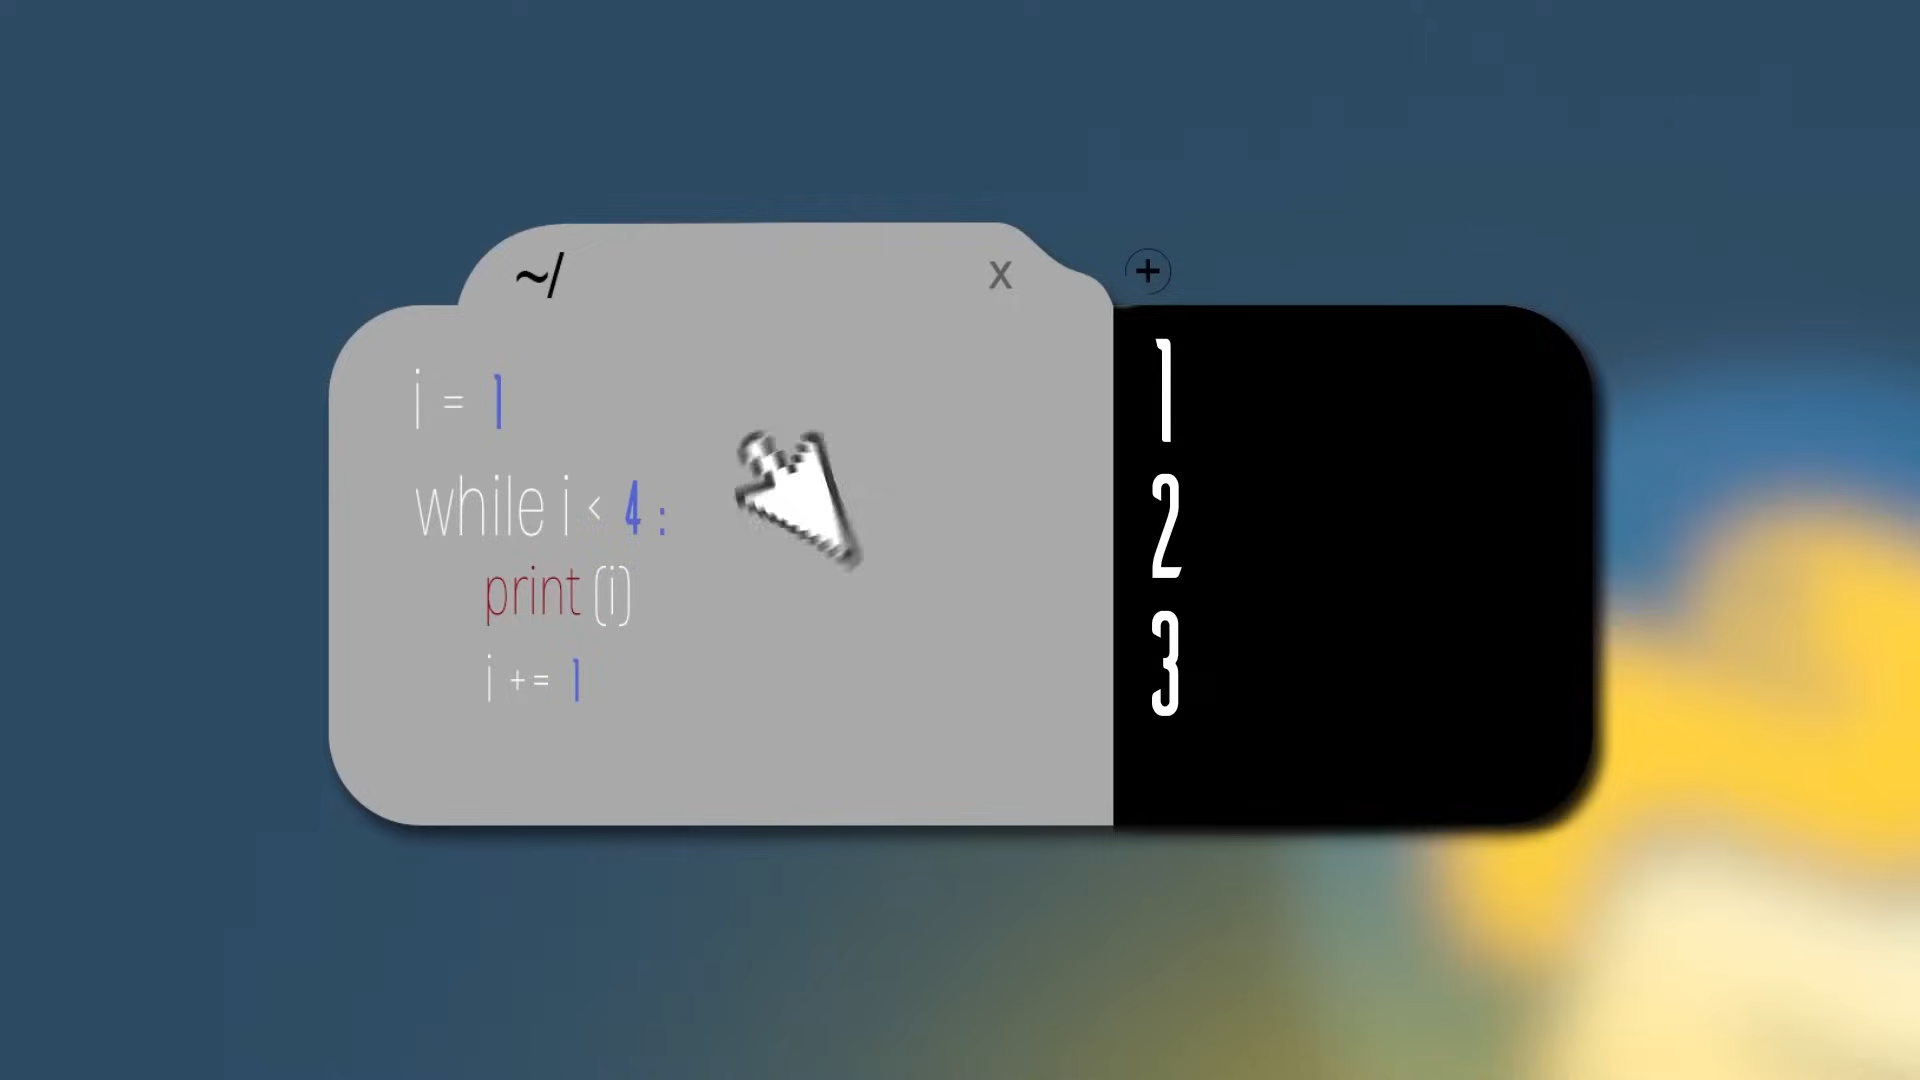 ~/ x +
i = 1
while i < 4 :
print (i)
i += 1
1
2
3